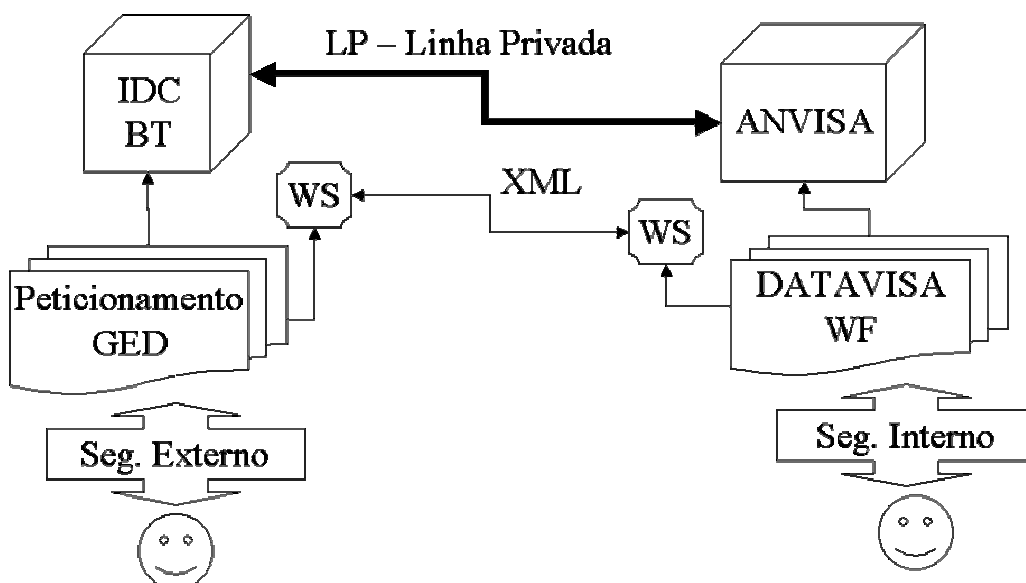 LP – Linha Privada
IDC
BT
ANVISA
WS
XML
WS
Peticionamento
GED
DATAVISA
WF
Seg. Externo
Seg. Interno